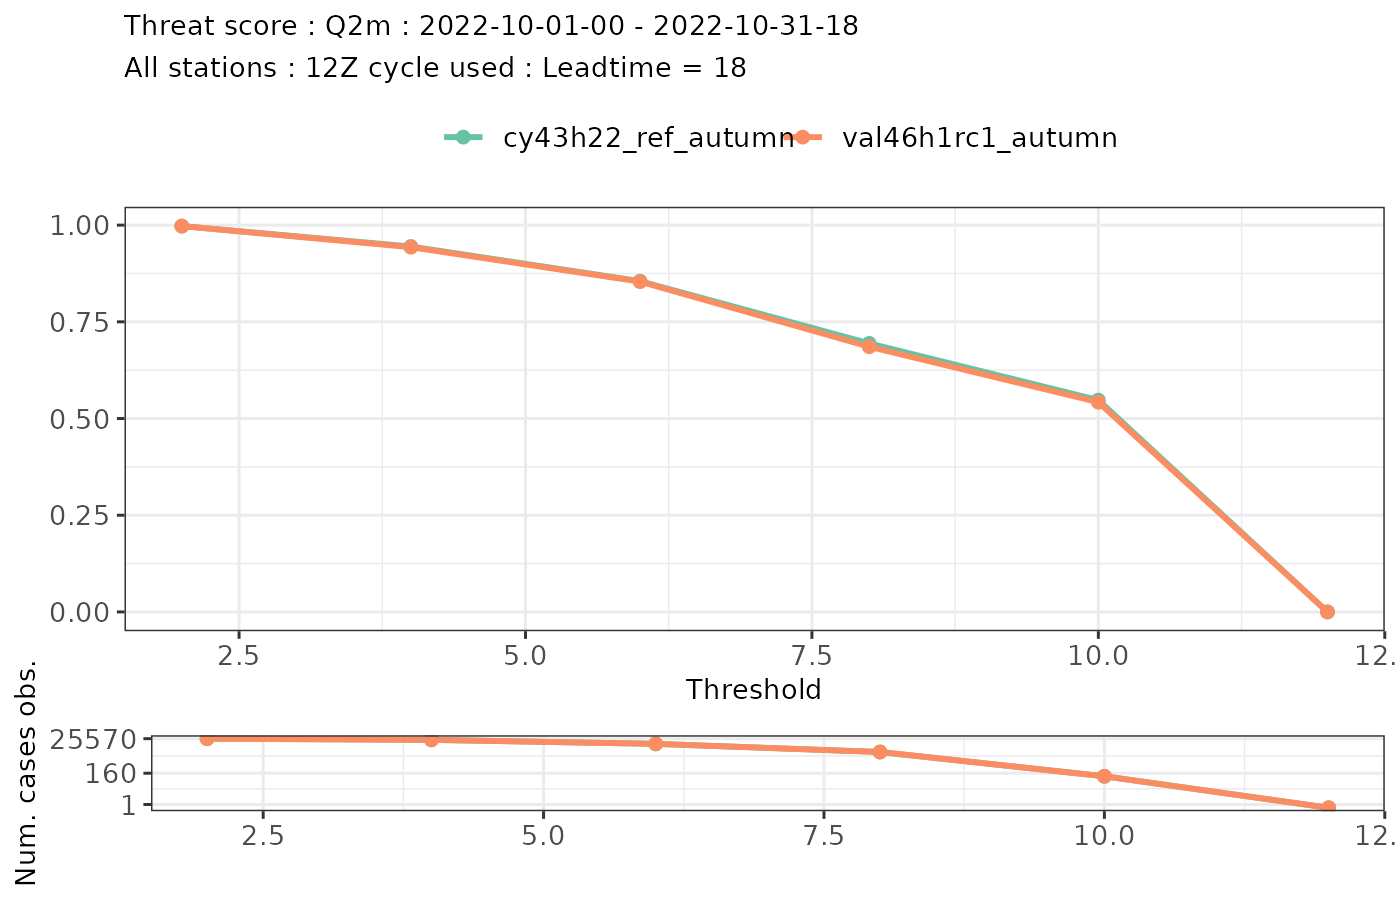 Threat score : Q2m : 2022-10-01-00 - 2022-10-31-18
All stations : 12Z cycle used : Leadtime = 18
cy43h22_ref_autumn val46h1rc1_autumn
1.00
0.75
0.50
0.25
0.00
2.5 5.0 7.5 10.0 12.
Threshold
Num. cases obs.
25570
160
1
2.5 5.0 7.5 10.0 12.